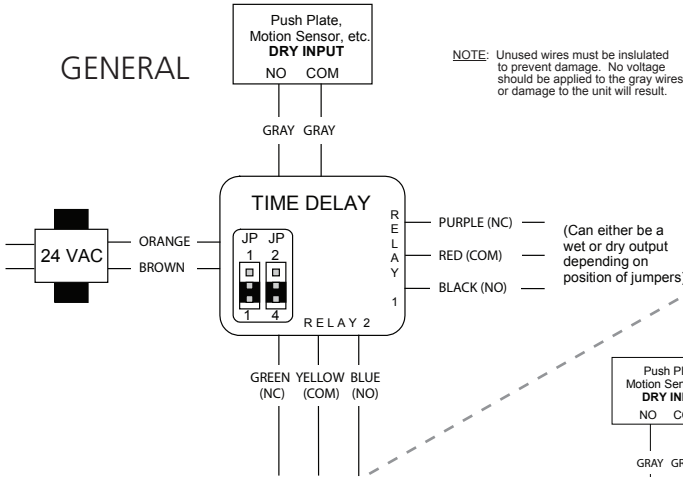 GENERAL
Push Plate,
Motion Sensor, etc.
DRY INPUT
NO COM
NOTE: Unused wires must be inslulated
to prevent damage. No voltage
should be applied to the gray wires
or damage to the unit will result.
GRAY GRAY
TIME DELAY
24 VAC
ORANGE
BROWN
JP JP
1 2
1 4
RELAY 1
PURPLE (NC)
RED (COM)
BLACK (NO)
(Can either be a
wet or dry output
depending on
position of jumpers)
RELAY 2
GREEN YELLOW BLUE
(NC) (COM) (NO)
Push
Motion
DRY
NO
GRAY